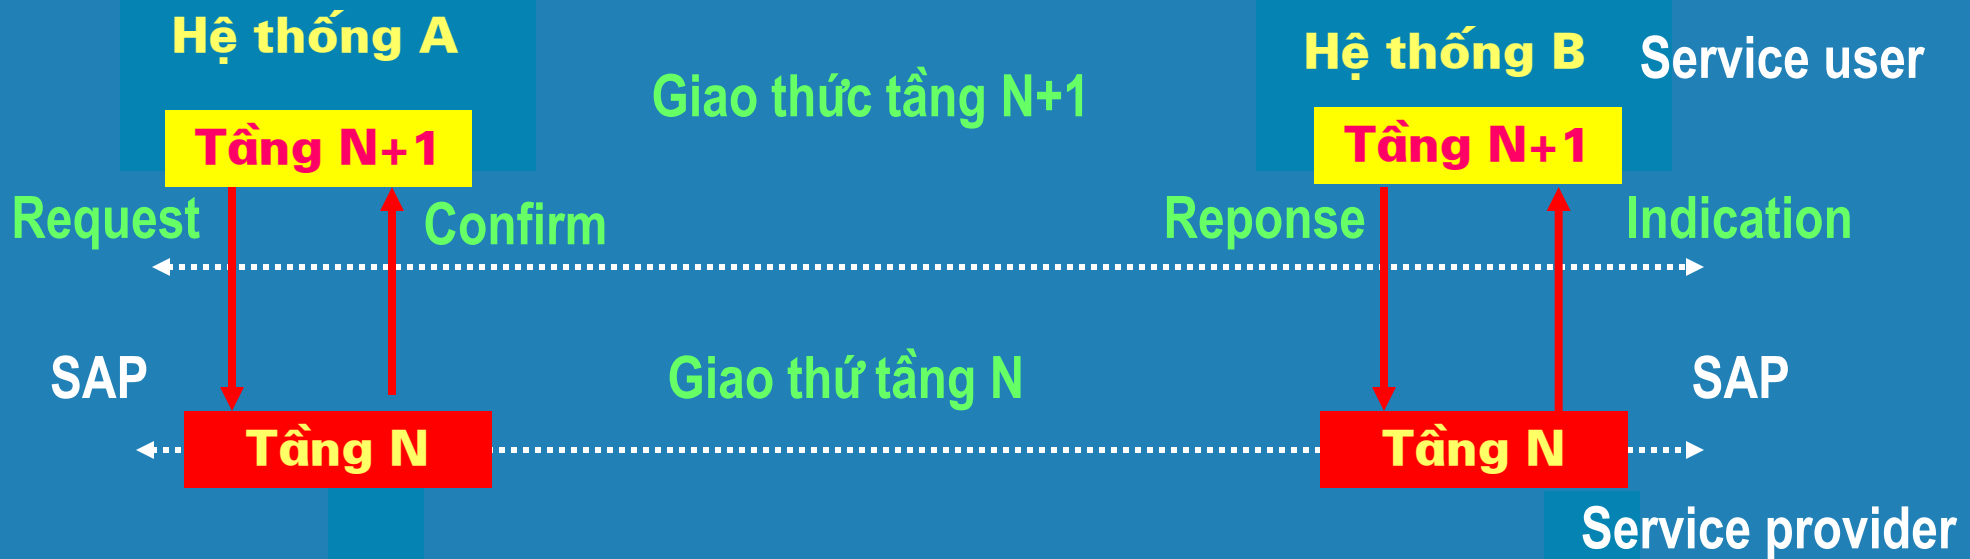 Hệ thống A
Hệ thống B
Service user
Giao thức tầng N+1
Tầng N+1
Tầng N+1
Request
Confirm
Reponse
Indication
SAP
Giao thứ tầng N
SAP
Tầng N
Tầng N
Service provider